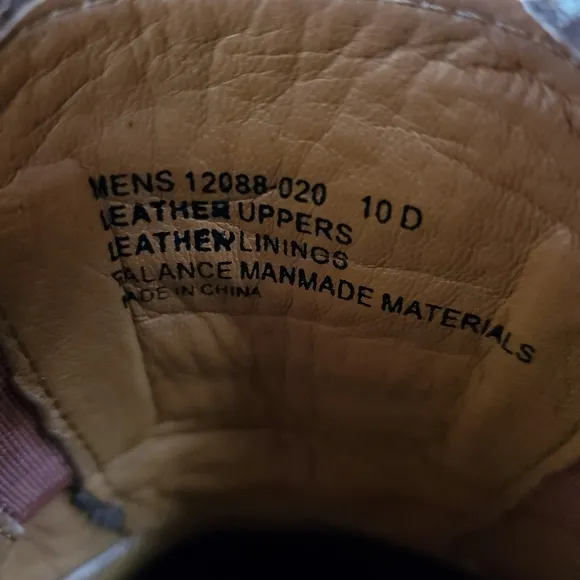 MENS 12088-020 10 D
LEATHER UPPERS
LEATHER LININGS
BALANCE MANMADE MATERIALS
MADE IN CHINA